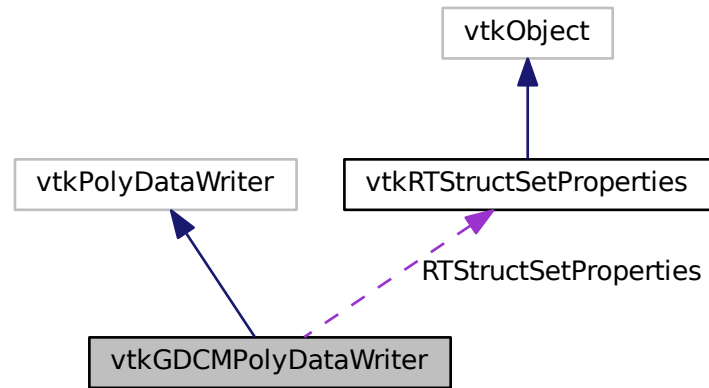 vtkObject
vtkPolyDataWriter
vtkRTStructSetProperties
RTStructSetProperties
vtkGDCMPolyDataWriter